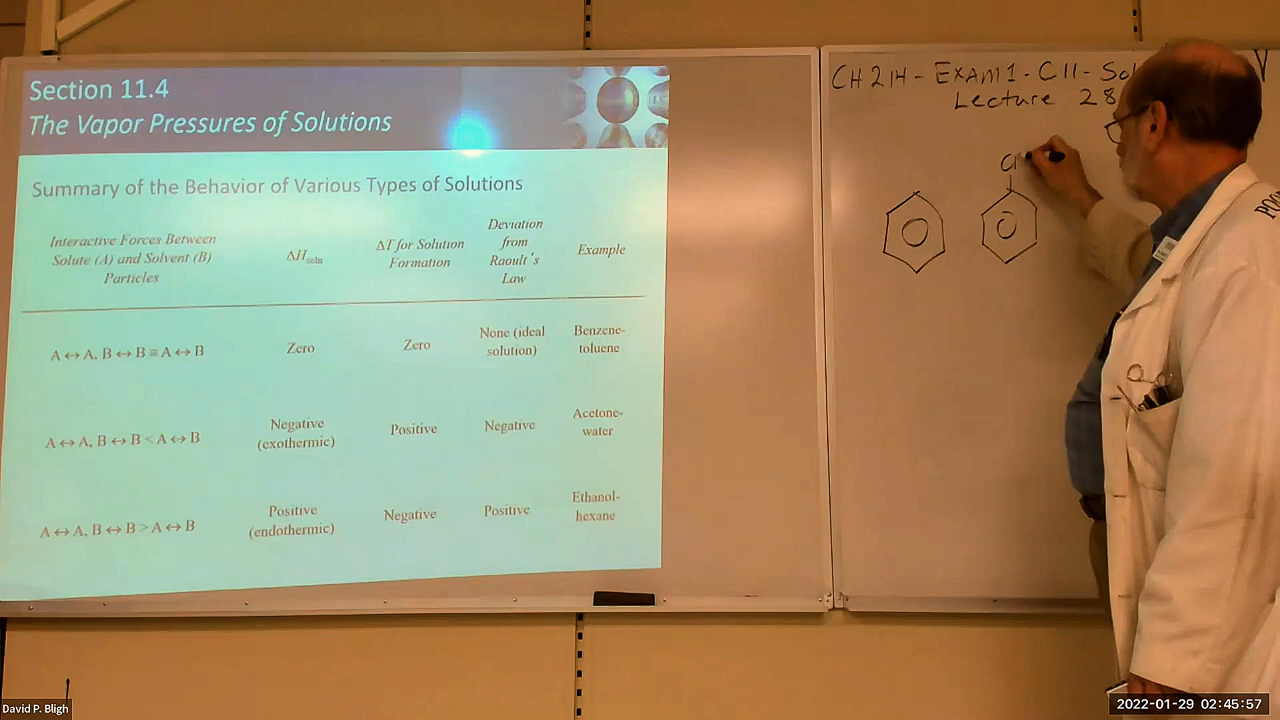 Section 11.4
The Vapor Pressures of Solutions
Summary of the Behavior of Various Types of Solutions
Interactive Forces Between Solute (A) and Solvent (B) Particles
ΔHsoln
ΔT for Solution Formation
Deviation from Raoult's Law
Example
A ↔ A, B ↔ B ≡ A ↔ B
Zero
Zero
None (ideal solution)
Benzene-toluene
A ↔ A, B ↔ B < A ↔ B
Negative (exothermic)
Positive
Negative
Acetone-water
A ↔ A, B ↔ B > A ↔ B
Positive (endothermic)
Negative
Positive
Ethanol-hexane
CH21H - Exam 1 - C11 - Sol
Lecture 28
David P. Bligh
2022-01-29 02:45:57